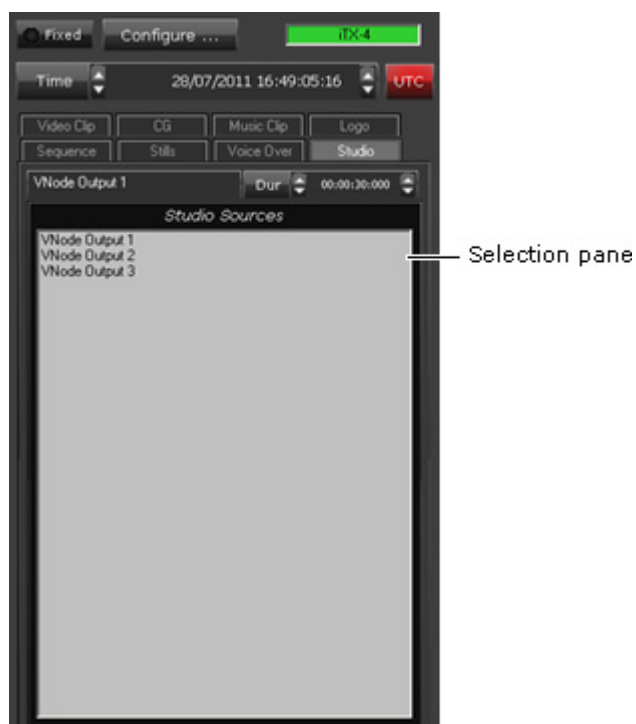 Fixed Configure ... iTX-4
Time 28/07/2011 16:49:05:16 UTC
Video Clip CG Music Clip Logo
Sequence Stills Voice Over Studio
VNode Output 1 Dur 00:00:30:000
Studio Sources
VNode Output 1
VNode Output 2
VNode Output 3
Selection pane